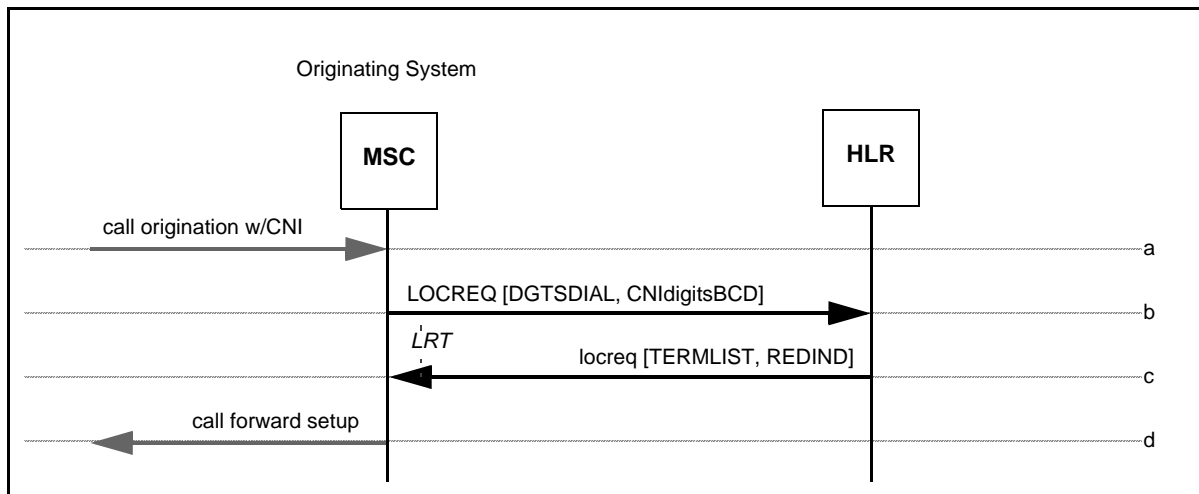 Originating System
MSC
HLR
call origination w/CNI
a
LOCREQ [DGTSDIAL, CNIdigitsBCD]
b
LRT
locreq [TERMLIST, REDIND]
c
call forward setup
d